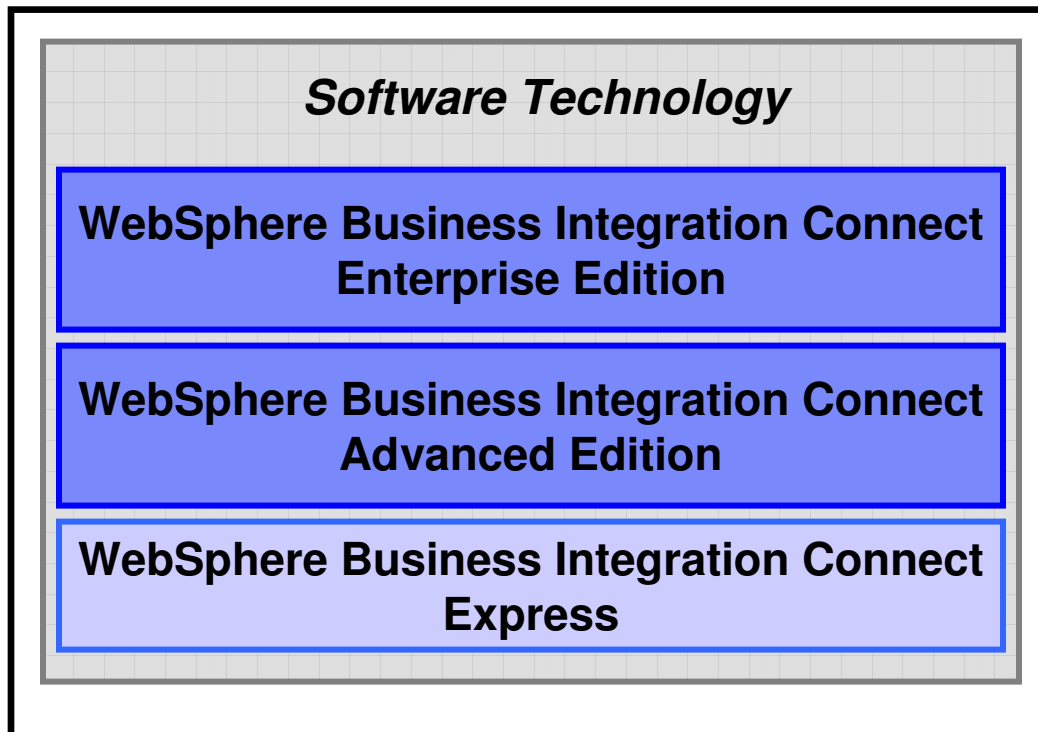 Software Technology
WebSphere Business Integration Connect
Enterprise Edition
WebSphere Business Integration Connect
Advanced Edition
WebSphere Business Integration Connect
Express